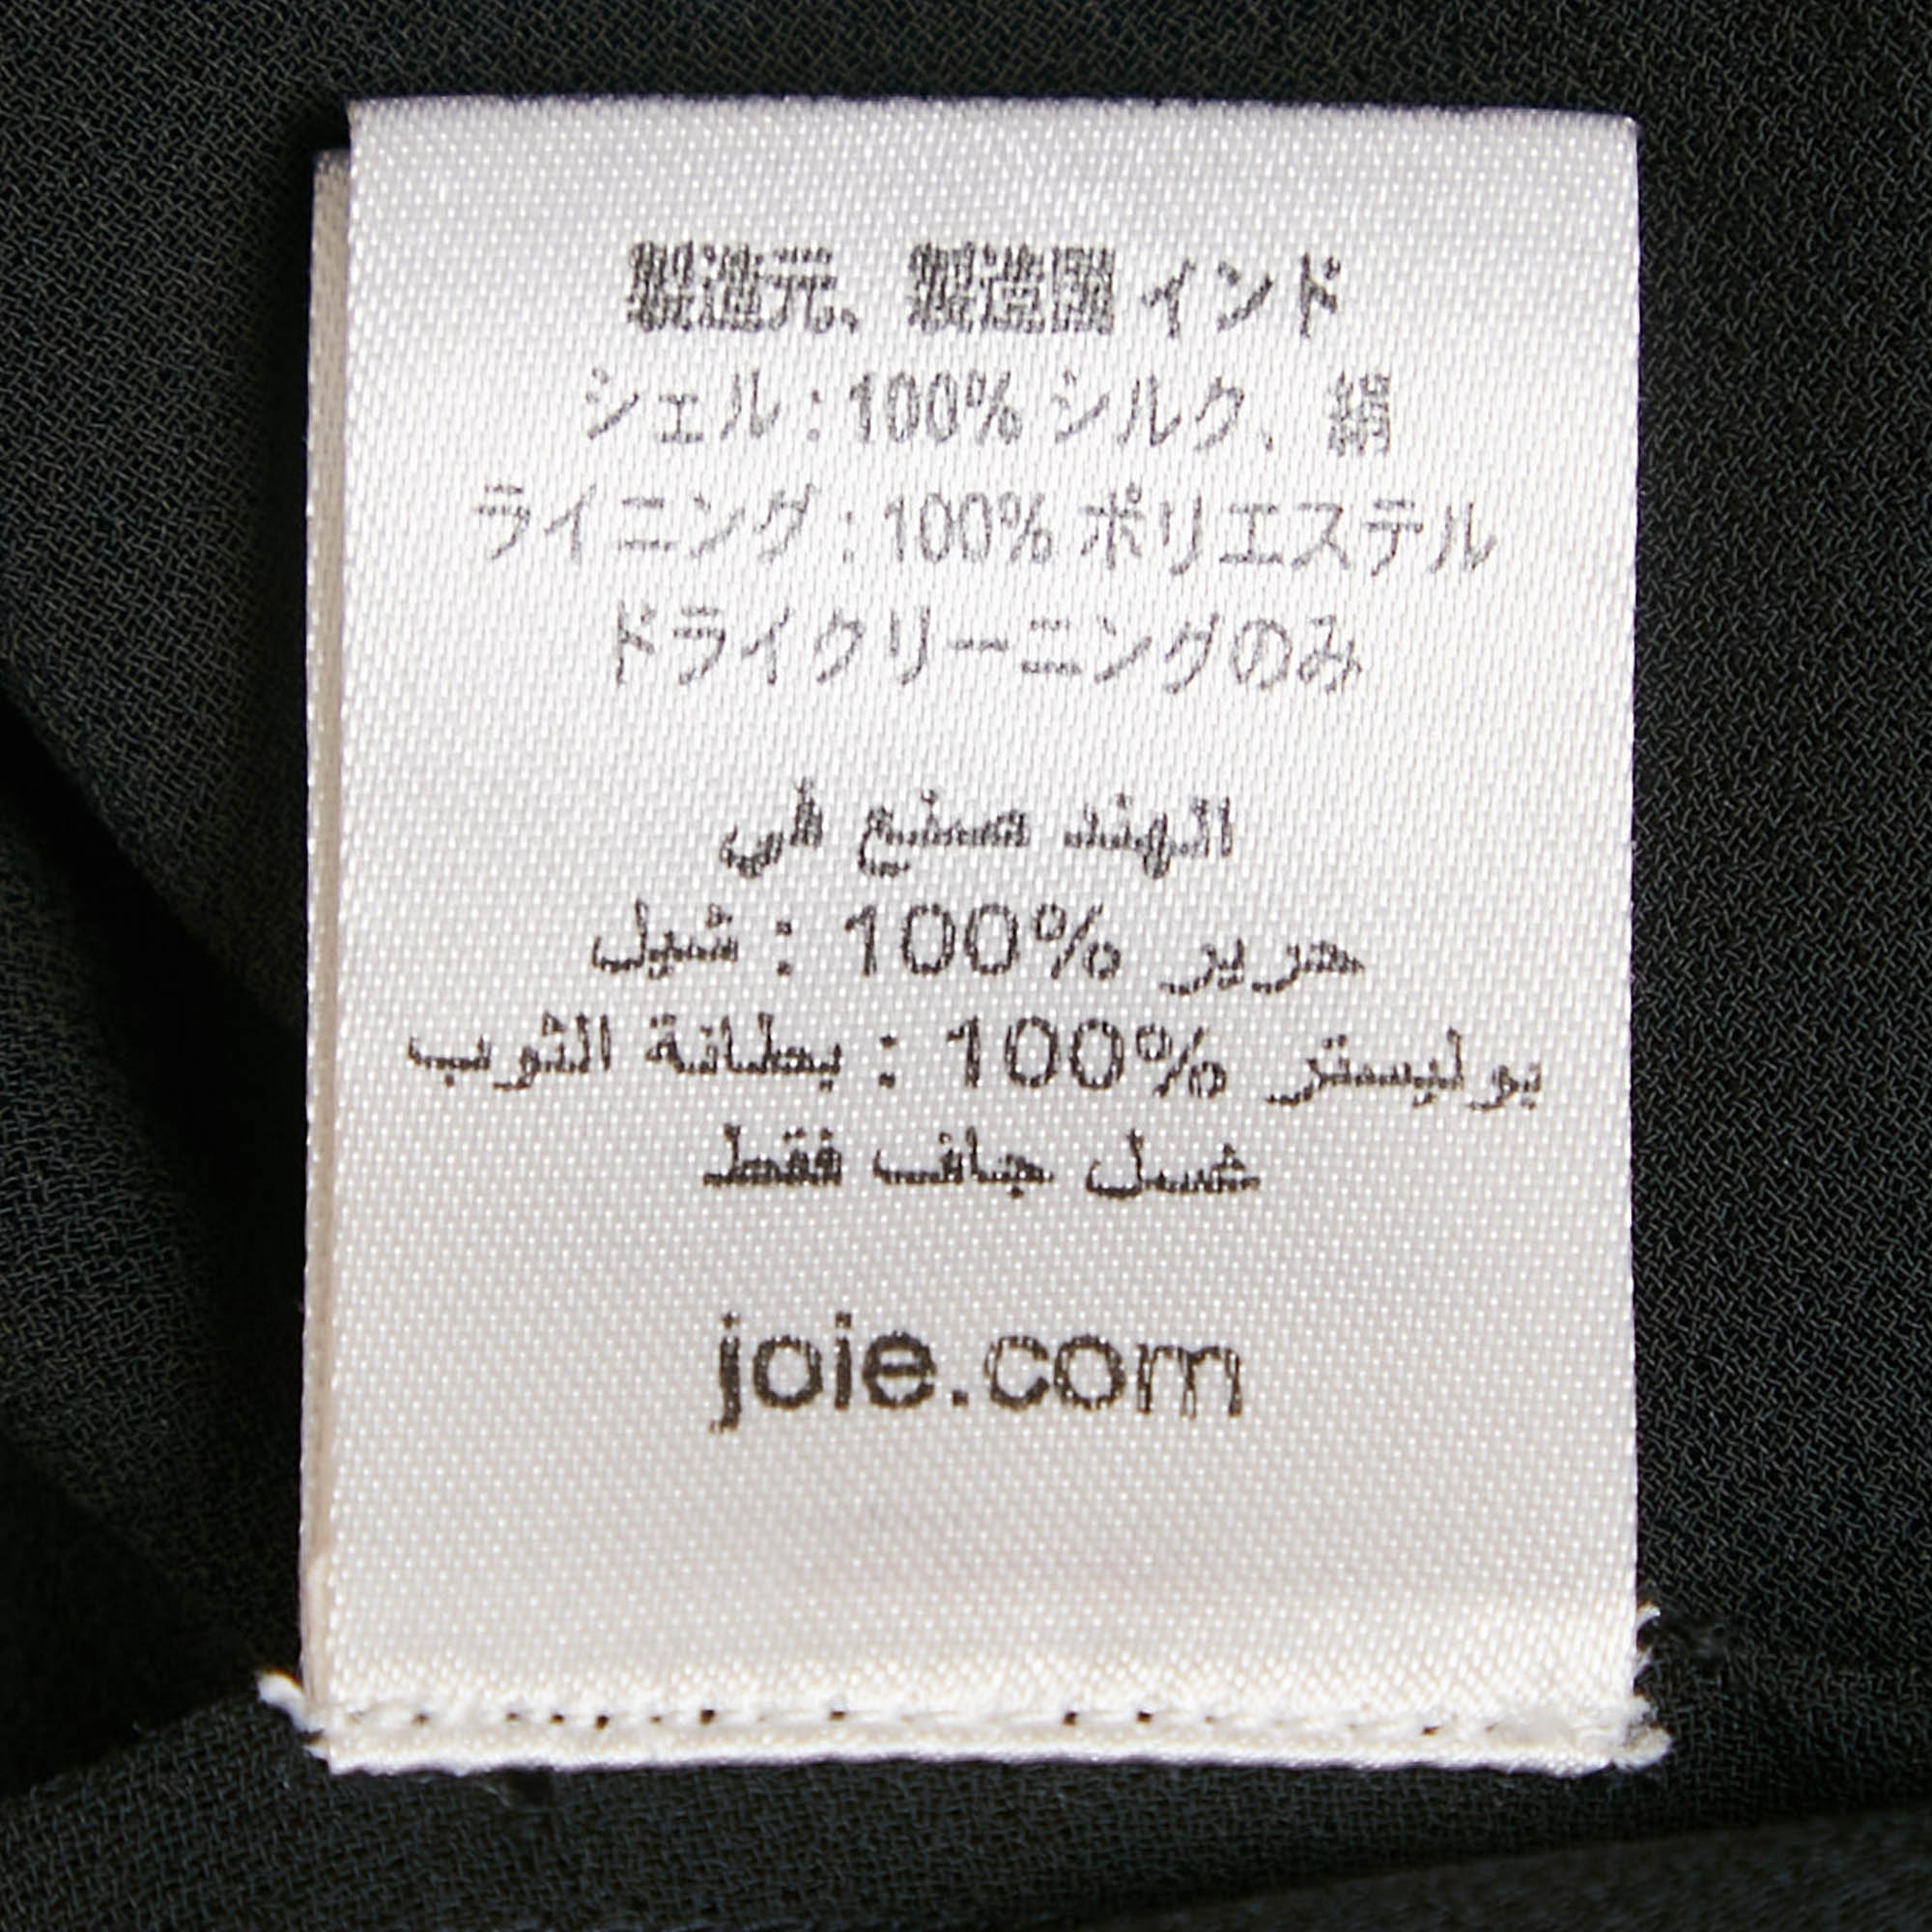 製造元、製造国 インド
シェル : 100% シルク、絹
ライニング : 100% ポリエステル
ドライクリーニングのみ
الهند صنع في
حرير 100% : شيل
بوليستر 100% : بطانة الثوب
غسل جاف فقط
joie.com